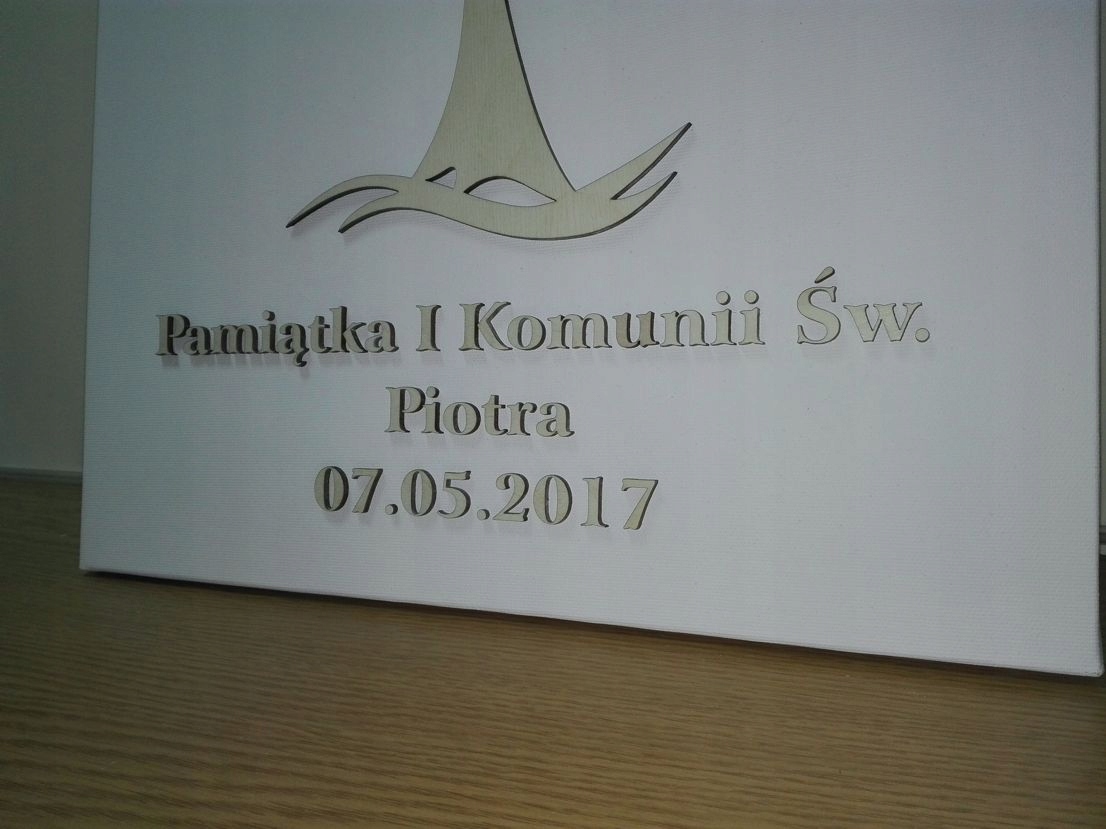 Pamiątka I Komunii Św.
Piotra
07.05.2017